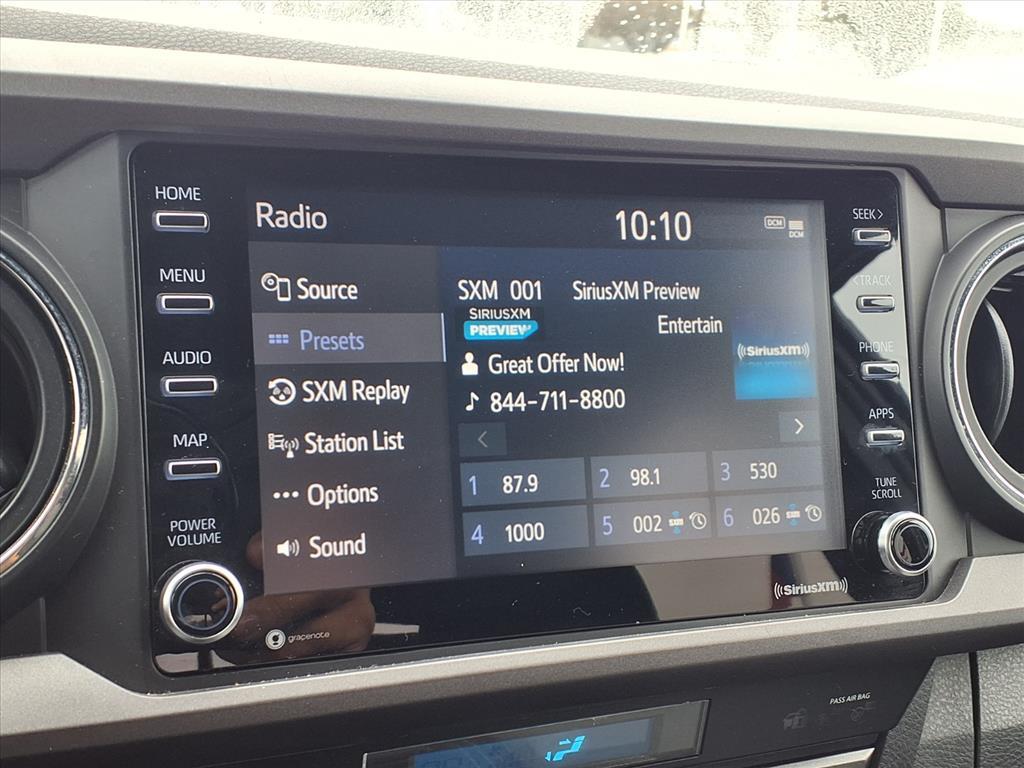 HOME
MENU
AUDIO
MAP
POWER
VOLUME
Radio
10:10
DCM
DCM
Source
Presets
SXM Replay
Station List
Options
Sound
SXM 001 SiriusXM Preview
SIRIUSXM
PREVIEW
Entertain
((SiriusXM))
Great Offer Now!
844-711-8800
<
>
1 87.9
2 98.1
3 530
4 1000
5 002 SXM
6 026 SXM
SEEK >
< TRACK
PHONE
APPS
TUNE
SCROLL
gracenote
((SiriusXM))
PASS AIR BAG